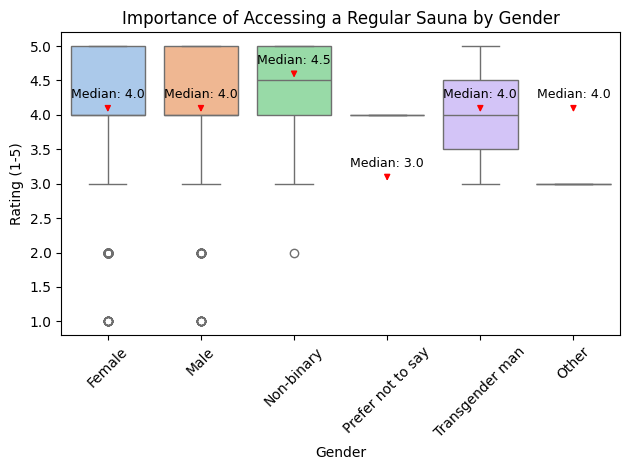 Importance of Accessing a Regular Sauna by Gender
Rating (1-5)
5.0
4.5
4.0
3.5
3.0
2.5
2.0
1.5
1.0
Median: 4.0
Median: 4.0
Median: 4.5
Median: 3.0
Median: 4.0
Median: 4.0
Female
Male
Non-binary
Prefer not to say
Transgender man
Other
Gender